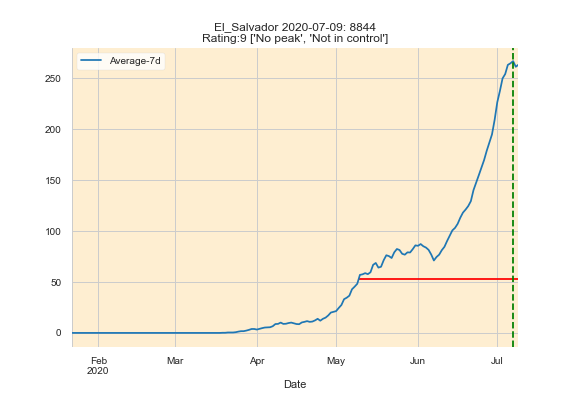 El_Salvador 2020-07-09: 8844
Rating:9 ['No peak', 'Not in control']
Average-7d
250
200
150
100
50
0
Feb Mar Apr May Jun Jul
2020
Date